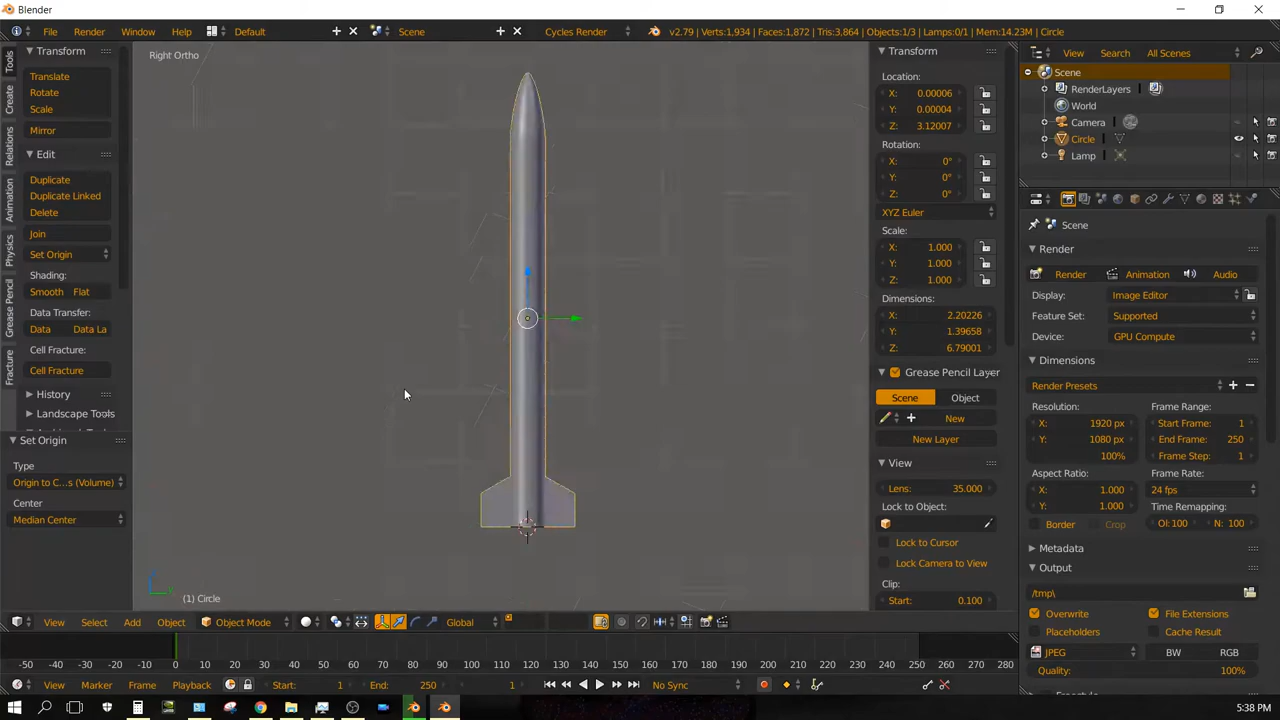 Blender
File Render Window Help Default Scene Cycles Render v2.79 | Verts:1,934 | Faces:1,872 | Tris:3,864 | Objects:1/3 | Lamps:0/1 | Mem:14.23M | Circle
Tools
Create
Relations
Animation
Physics
Grease Pencil
Fracture
Transform
Translate
Rotate
Scale
Mirror
Edit
Duplicate
Duplicate Linked
Delete
Join
Set Origin
Shading:
Smooth Flat
Data Transfer:
Data Data La
Cell Fracture:
Cell Fracture
History
Landscape Tools
Set Origin
Type
Origin to C...s (Volume)
Center
Median Center
Right Ortho
(1) Circle
Transform
Location:
X: 0.00006
Y: 0.00004
Z: 3.12007
Rotation:
X: 0°
Y: 0°
Z: 0°
XYZ Euler
Scale:
X: 1.000
Y: 1.000
Z: 1.000
Dimensions:
X: 2.20226
Y: 1.39658
Z: 6.79001
Grease Pencil Layer
Scene Object
New
New Layer
View
Lens: 35.000
Lock to Object:
Lock to Cursor
Lock Camera to View
Clip:
Start: 0.100
View Search All Scenes
Scene
RenderLayers
World
Camera
Circle
Lamp
Scene
Render
Render Animation Audio
Display: Image Editor
Feature Set: Supported
Device: GPU Compute
Dimensions
Render Presets
Resolution: Frame Range:
X: 1920 px Start Frame: 1
Y: 1080 px End Frame: 250
100% Frame Step: 1
Aspect Ratio: Frame Rate:
X: 1.000 24 fps
Y: 1.000 Time Remapping:
Border Crop Ol:100 N: 100
Metadata
Output
/tmp\
Overwrite File Extensions
Placeholders Cache Result
JPEG BW RGB
Quality: 100%
View Select Add Object Object Mode Global
-50 -40 -30 -20 -10 0 10 20 30 40 50 60 70 80 90 100 110 120 130 140 150 160 170 180 190 200 210 220 230 240 250 260 270 280
View Marker Frame Playback Start: 1 End: 250 1 No Sync
5:38 PM